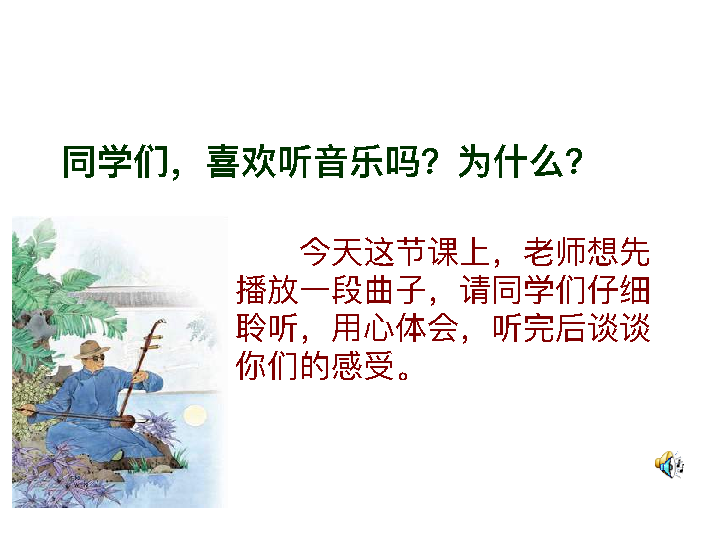 同学们，喜欢听音乐吗？为什么？
今天这节课上，老师想先
播放一段曲子，请同学们仔细
聆听，用心体会，听完后谈谈
你们的感受。